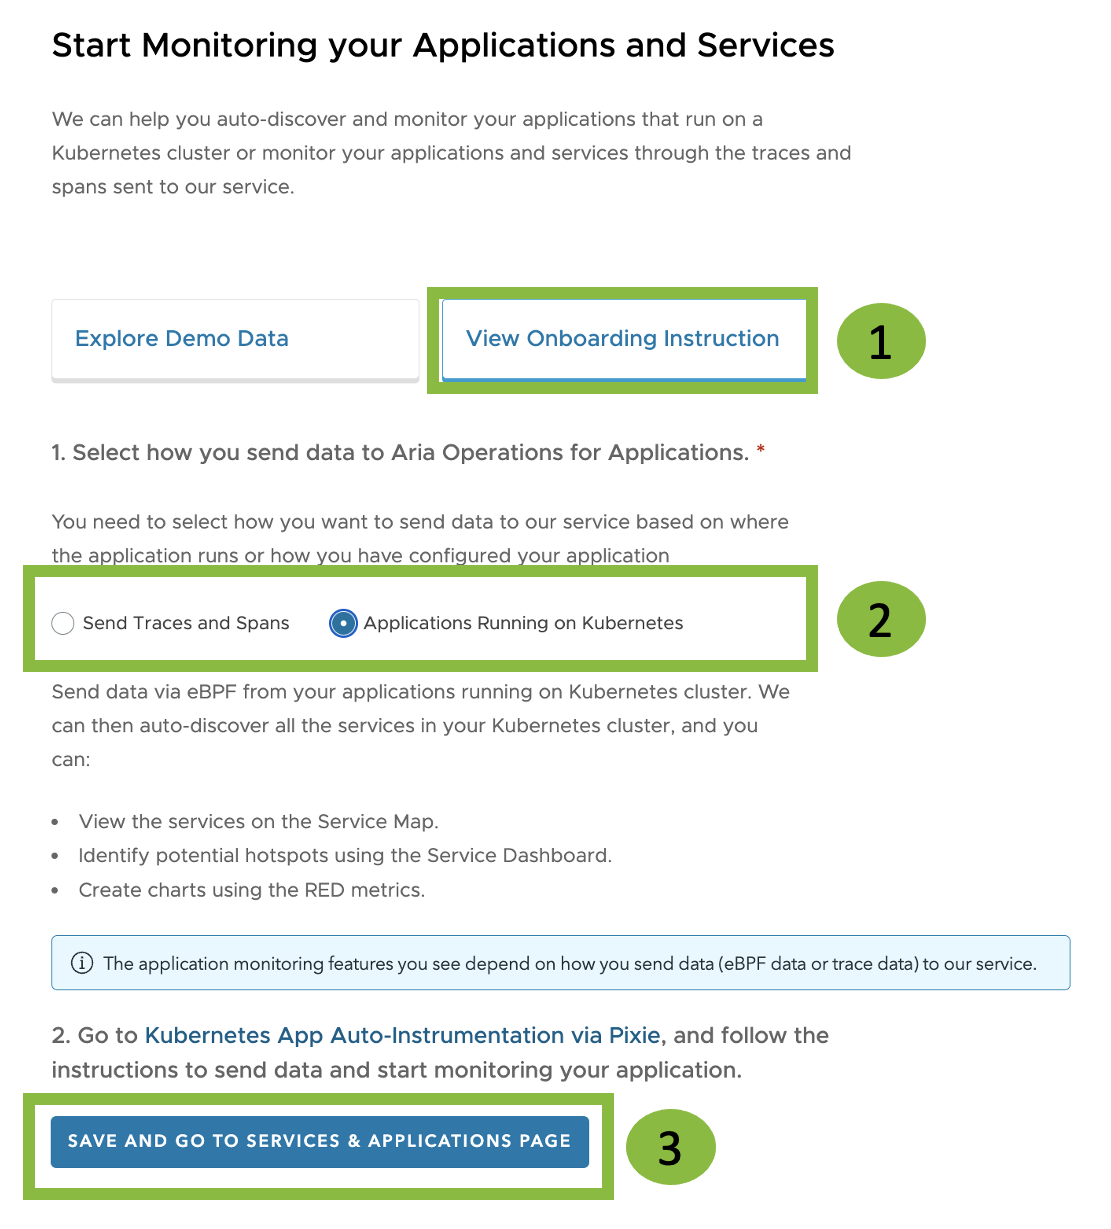 Start Monitoring your Applications and Services
We can help you auto-discover and monitor your applications that run on a
Kubernetes cluster or monitor your applications and services through the traces and
spans sent to our service.
Explore Demo Data
View Onboarding Instruction
1
1. Select how you send data to Aria Operations for Applications. *
You need to select how you want to send data to our service based on where
the application runs or how you have configured your application
Send Traces and Spans
Applications Running on Kubernetes
2
Send data via eBPF from your applications running on Kubernetes cluster. We
can then auto-discover all the services in your Kubernetes cluster, and you
can:
• View the services on the Service Map.
• Identify potential hotspots using the Service Dashboard.
• Create charts using the RED metrics.
The application monitoring features you see depend on how you send data (eBPF data or trace data) to our service.
2. Go to Kubernetes App Auto-Instrumentation via Pixie, and follow the
instructions to send data and start monitoring your application.
SAVE AND GO TO SERVICES & APPLICATIONS PAGE
3